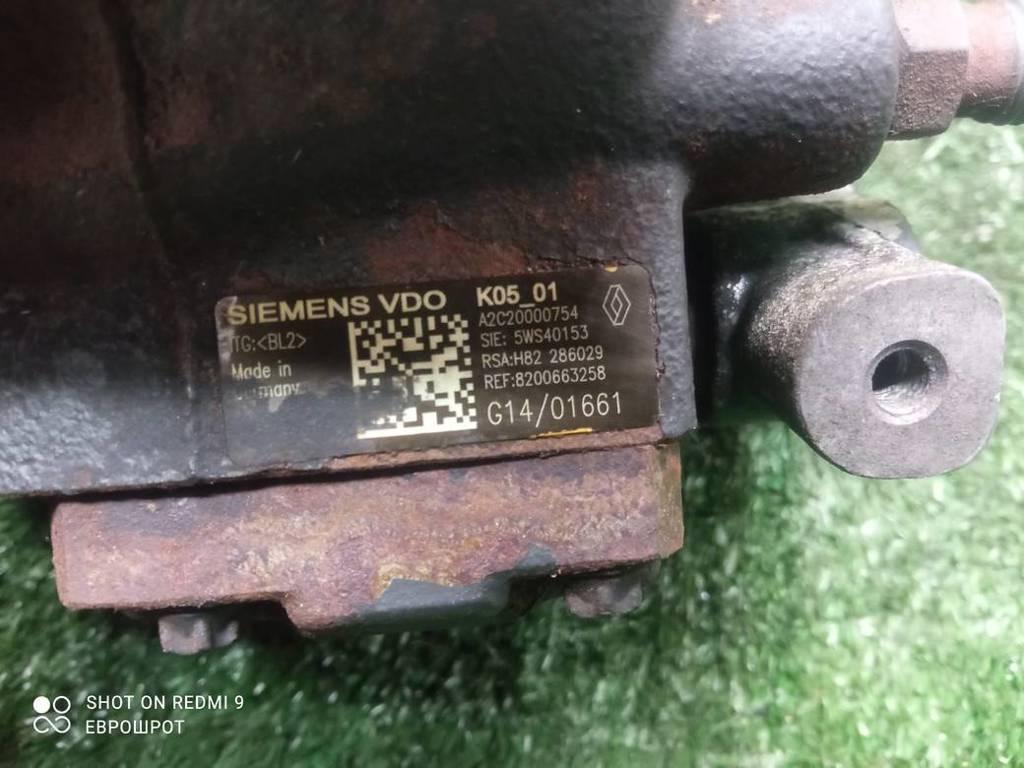 SIEMENS VDO K05_01
A2C20000754
TG:<BL2>
SIE: 5WS40153
Made in
RSA:H82 286029
REF:8200663258
G14/01661
SHOT ON REDMI 9
ЕВРОШРОТ